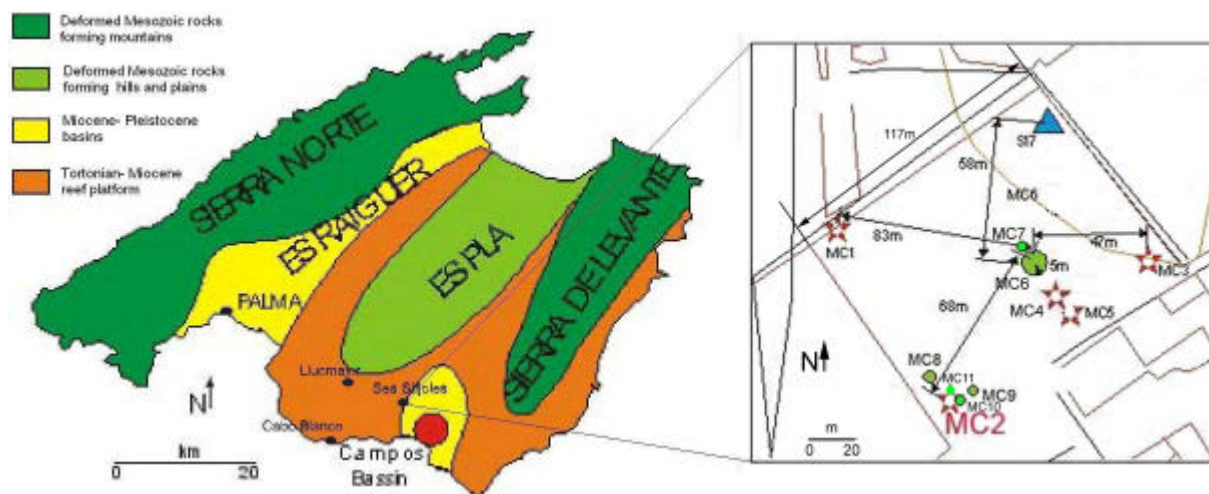 Deformed Mesozoic rocks
forming mountains
Deformed Mesozoic rocks
forming hills and plains
Miocene- Pleistocene
basins
Tortonian- Miocene
reef platform
SIERRA NORTE
ES RAIGUER
ES PLA
SIERRA DE LEVANTE
PALMA
Llucmajor
Ses Sitjoles
Cabo Blanco
Campos
Bassin
N
km
0 20
117m
S17
58m
MC6
MC1
83m
MC7
47m
MC3
5m
MC6
MC4
MC5
68m
N
MC8
MC11
MC9
MC10
MC2
m
0 20